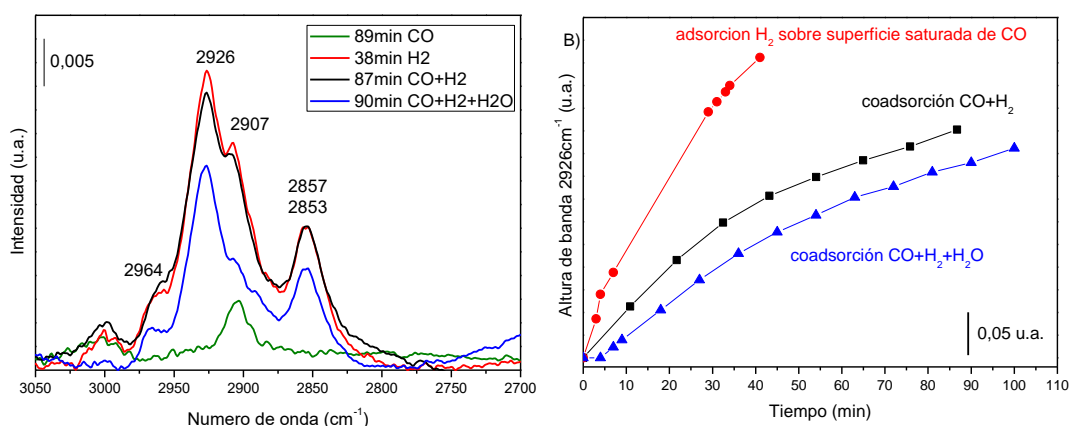 0,005
89min CO
38min H2
87min CO+H2
90min CO+H2+H2O
2926
2907
2857
2853
2964
Intensidad (u.a.)
3050 3000 2950 2900 2850 2800 2750 2700
Numero de onda (cm⁻¹)
B)
adsorcion H₂ sobre superficie saturada de CO
coadsorción CO+H₂
coadsorción CO+H₂+H₂O
0,05 u.a.
Altura de banda 2926cm⁻¹ (u.a.)
0 10 20 30 40 50 60 70 80 90 100 110
Tiempo (min)